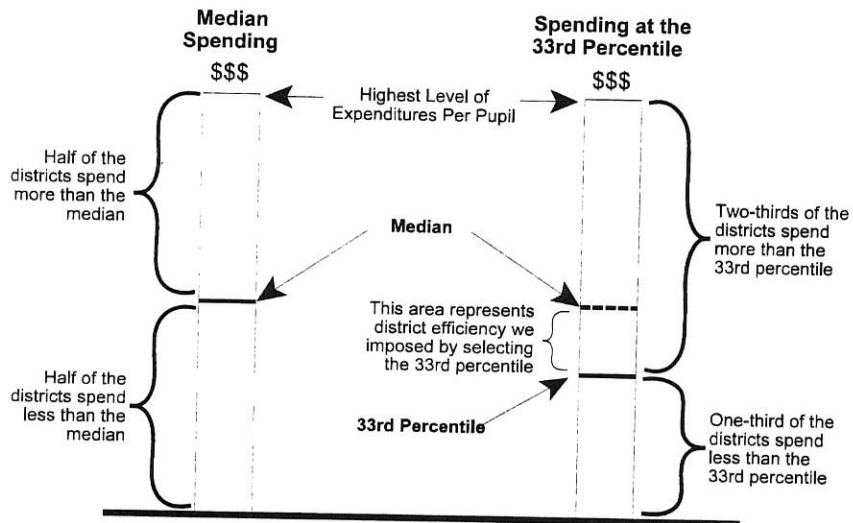 Median
Spending
$$$
Spending at the
33rd Percentile
$$$
Highest Level of
Expenditures Per Pupil
Half of the
districts spend
more than the
median
Median
Two-thirds of the
districts spend
more than the
33rd percentile
This area represents
district efficiency we
imposed by selecting
the 33rd percentile
Half of the
districts spend
less than the
median
33rd Percentile
One-third of the
districts spend
less than the
33rd percentile